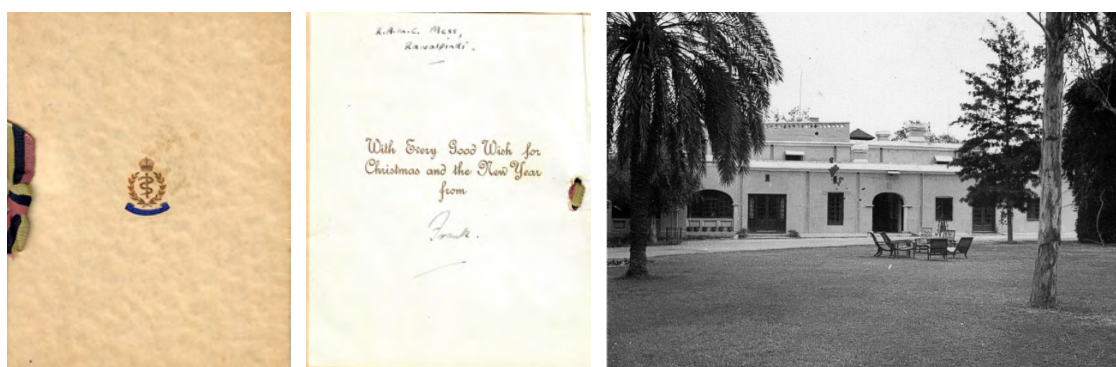 R.A.M.C. Mess,
Rawalpindi.
With Every Good Wish for
Christmas and the New Year
from
Frank.